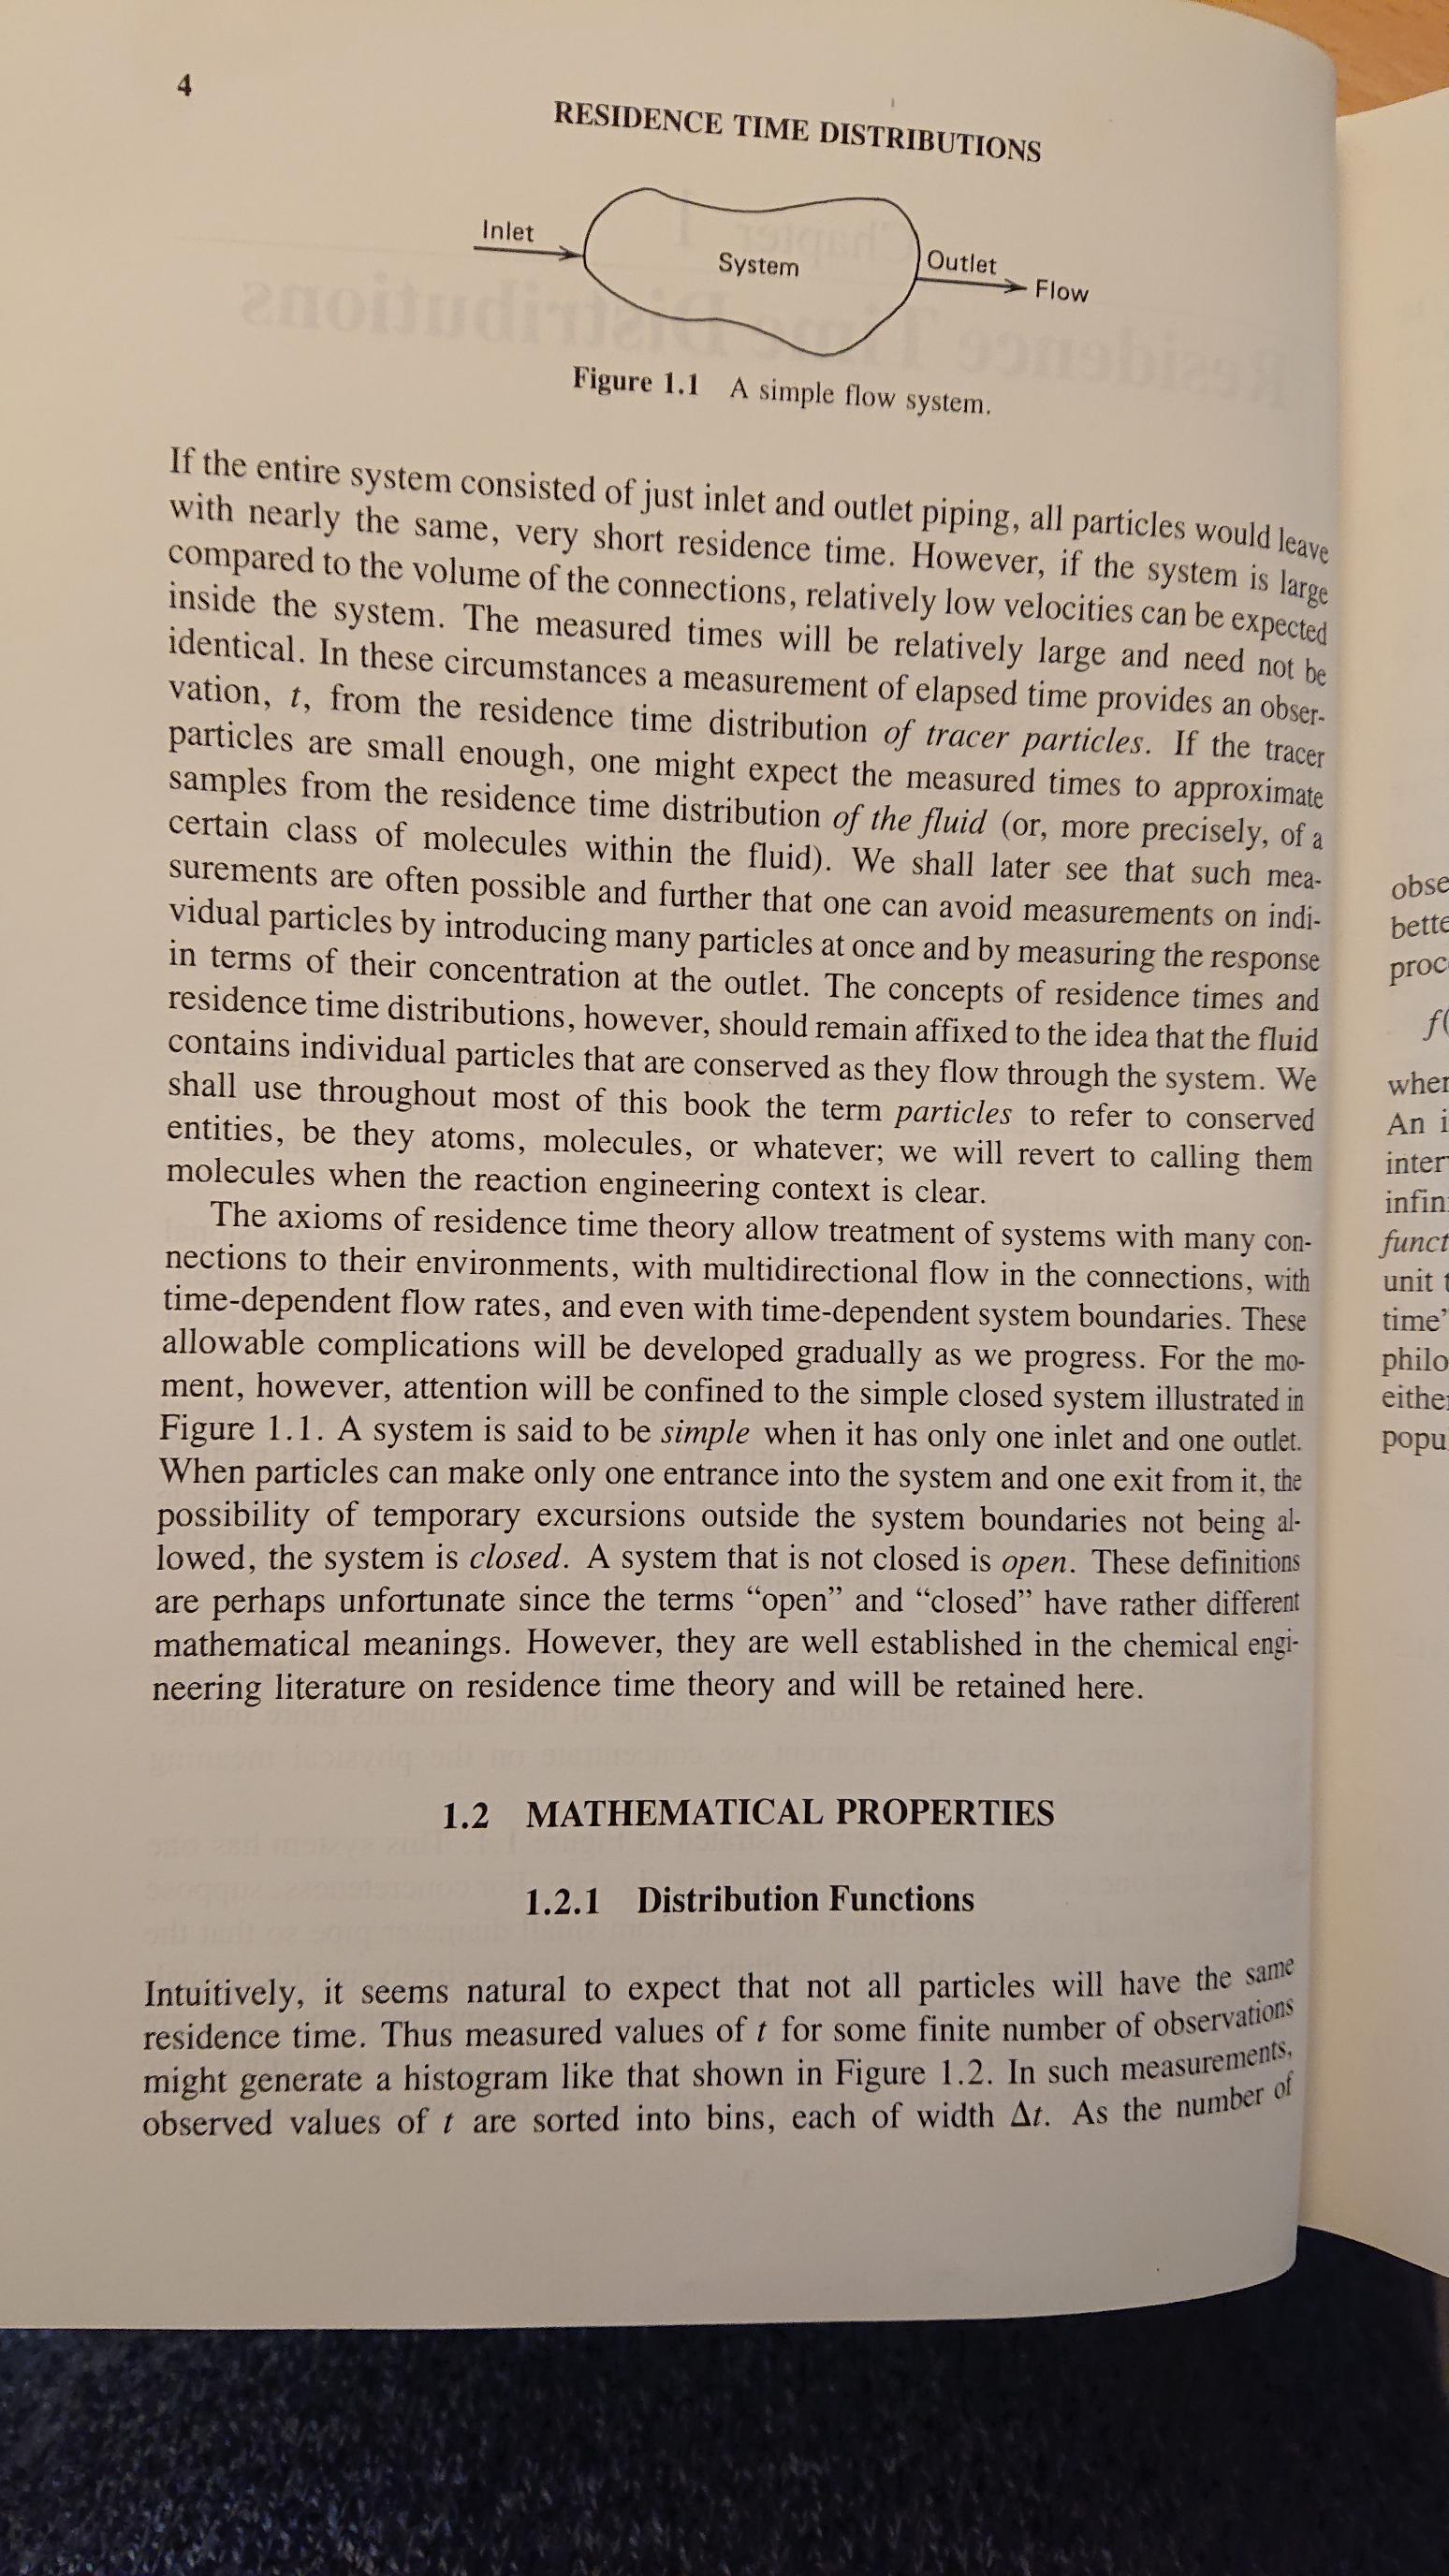 4
RESIDENCE TIME DISTRIBUTIONS
Inlet
System
Outlet
Flow
Figure 1.1 A simple flow system.
If the entire system consisted of just inlet and outlet piping, all particles would leave
with nearly the same, very short residence time. However, if the system is large
compared to the volume of the connections, relatively low velocities can be expected
inside the system. The measured times will be relatively large and need not be
identical. In these circumstances a measurement of elapsed time provides an obser-
vation, t, from the residence time distribution of tracer particles. If the tracer
particles are small enough, one might expect the measured times to approximate
samples from the residence time distribution of the fluid (or, more precisely, of a
certain class of molecules within the fluid). We shall later see that such mea-
surements are often possible and further that one can avoid measurements on indi-
vidual particles by introducing many particles at once and by measuring the response
in terms of their concentration at the outlet. The concepts of residence times and
residence time distributions, however, should remain affixed to the idea that the fluid
contains individual particles that are conserved as they flow through the system. We
shall use throughout most of this book the term particles to refer to conserved
entities, be they atoms, molecules, or whatever; we will revert to calling them
molecules when the reaction engineering context is clear.
The axioms of residence time theory allow treatment of systems with many con-
nections to their environments, with multidirectional flow in the connections, with
time-dependent flow rates, and even with time-dependent system boundaries. These
allowable complications will be developed gradually as we progress. For the mo-
ment, however, attention will be confined to the simple closed system illustrated in
Figure 1.1. A system is said to be simple when it has only one inlet and one outlet.
When particles can make only one entrance into the system and one exit from it, the
possibility of temporary excursions outside the system boundaries not being al-
lowed, the system is closed. A system that is not closed is open. These definitions
are perhaps unfortunate since the terms “open” and “closed” have rather different
mathematical meanings. However, they are well established in the chemical engi-
neering literature on residence time theory and will be retained here.
1.2 MATHEMATICAL PROPERTIES
1.2.1 Distribution Functions
Intuitively, it seems natural to expect that not all particles will have the same
residence time. Thus measured values of t for some finite number of observations
might generate a histogram like that shown in Figure 1.2. In such measurements,
observed values of t are sorted into bins, each of width Δt. As the number of
obse
bette
proc
f(
wher
An i
inter
infin
funct
unit t
time’
philo
either
popu